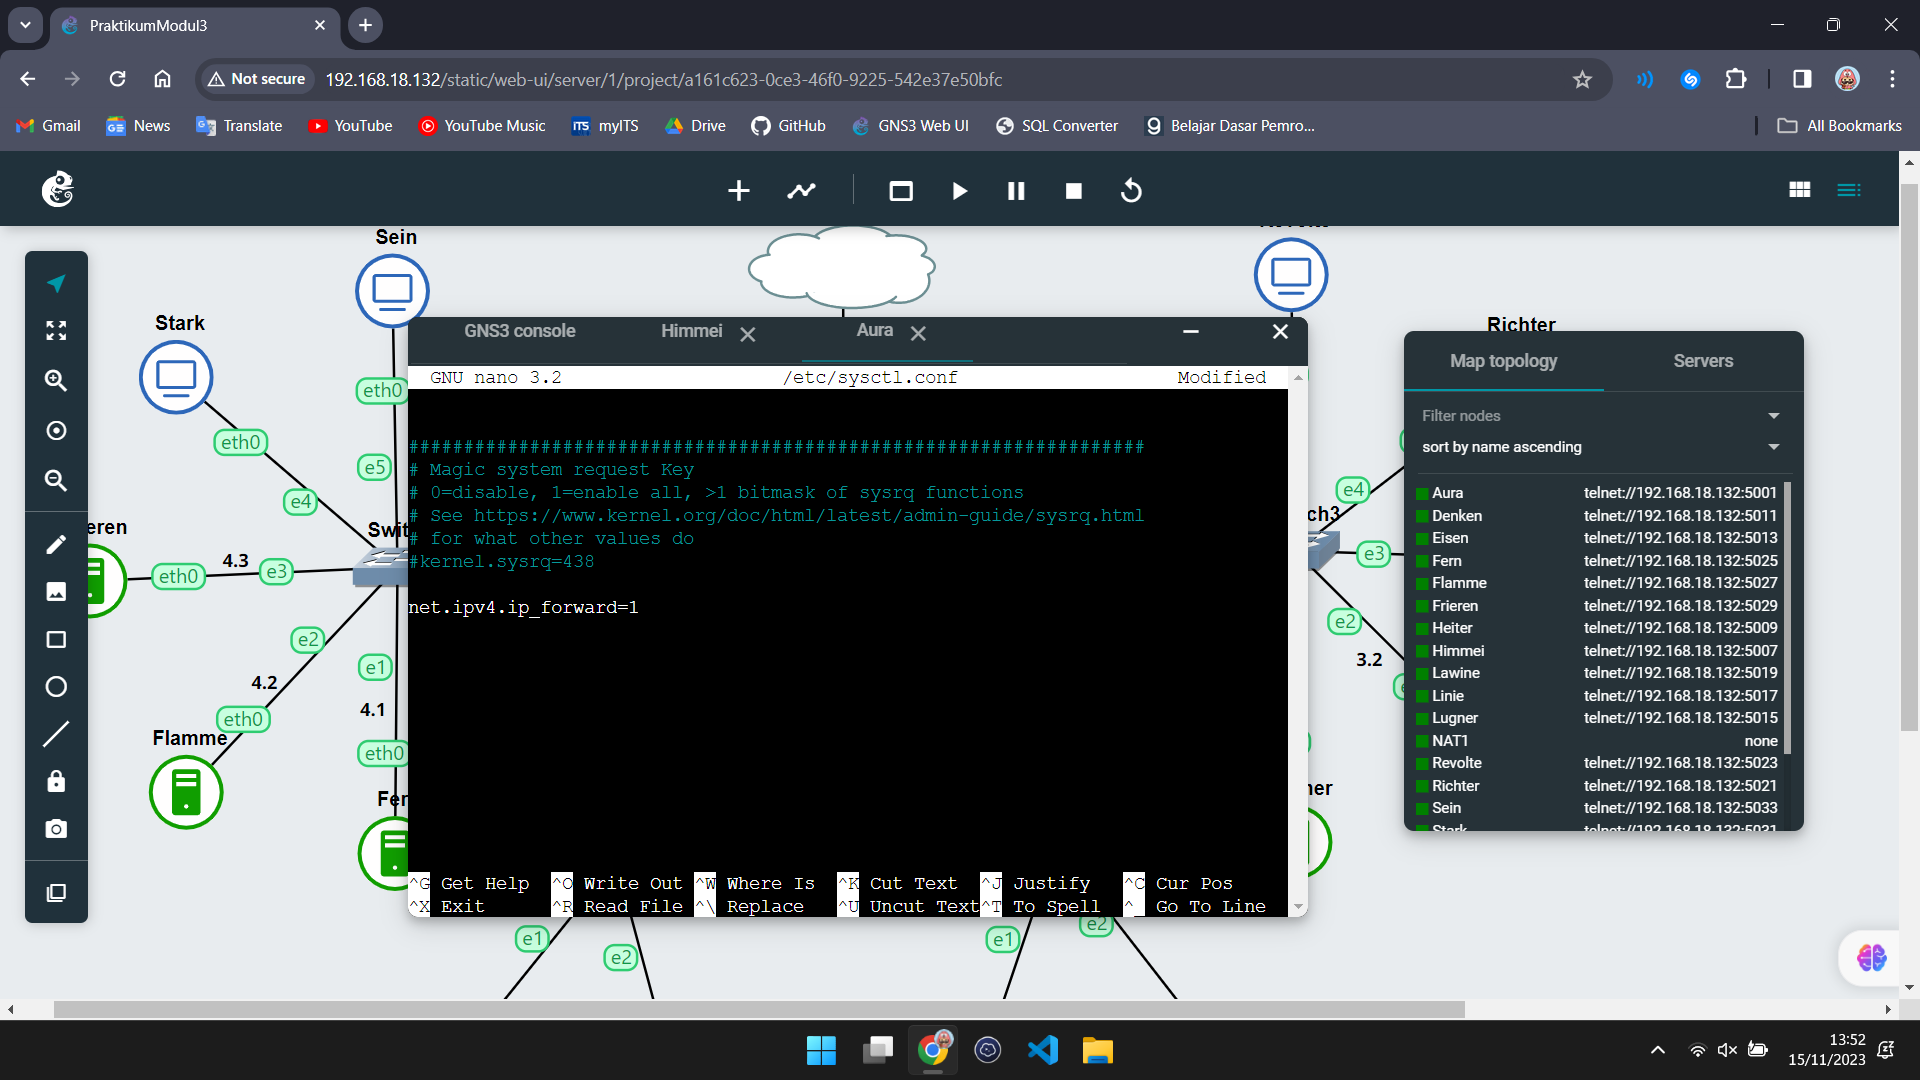 PraktikumModul3
Not secure
192.168.18.132/static/web-ui/server/1/project/a161c623-0ce3-46f0-9225-542e37e50bfc
Gmail
News
Translate
YouTube
YouTube Music
ITS myITS
Drive
GitHub
GNS3 Web UI
SQL Converter
Belajar Dasar Pemro...
All Bookmarks
Sein
Stark
eth0
eth0
e5
e4
Swit
eren
4.3
eth0
e3
e2
e1
4.2
4.1
eth0
eth0
Flamme
Fer
GNS3 console
Himmei
Aura
GNU nano 3.2
/etc/sysctl.conf
Modified
###################################################################
# Magic system request Key
# 0=disable, 1=enable all, >1 bitmask of sysrq functions
# See https://www.kernel.org/doc/html/latest/admin-guide/sysrq.html
# for what other values do
#kernel.sysrq=438
net.ipv4.ip_forward=1
^G Get Help ^O Write Out ^W Where Is ^K Cut Text ^J Justify ^C Cur Pos
^X Exit ^R Read File ^\ Replace ^U Uncut Text ^T To Spell ^_ Go To Line
e1
e2
e1
e2
Richter
e4
ch3
e3
e2
3.2
ner
Map topology
Servers
Filter nodes
sort by name ascending
Aura telnet://192.168.18.132:5001
Denken telnet://192.168.18.132:5011
Eisen telnet://192.168.18.132:5013
Fern telnet://192.168.18.132:5025
Flamme telnet://192.168.18.132:5027
Frieren telnet://192.168.18.132:5029
Heiter telnet://192.168.18.132:5009
Himmei telnet://192.168.18.132:5007
Lawine telnet://192.168.18.132:5019
Linie telnet://192.168.18.132:5017
Lugner telnet://192.168.18.132:5015
NAT1 none
Revolte telnet://192.168.18.132:5023
Richter telnet://192.168.18.132:5021
Sein telnet://192.168.18.132:5033
Stark telnet://192.168.18.132:5031
13:52
15/11/2023